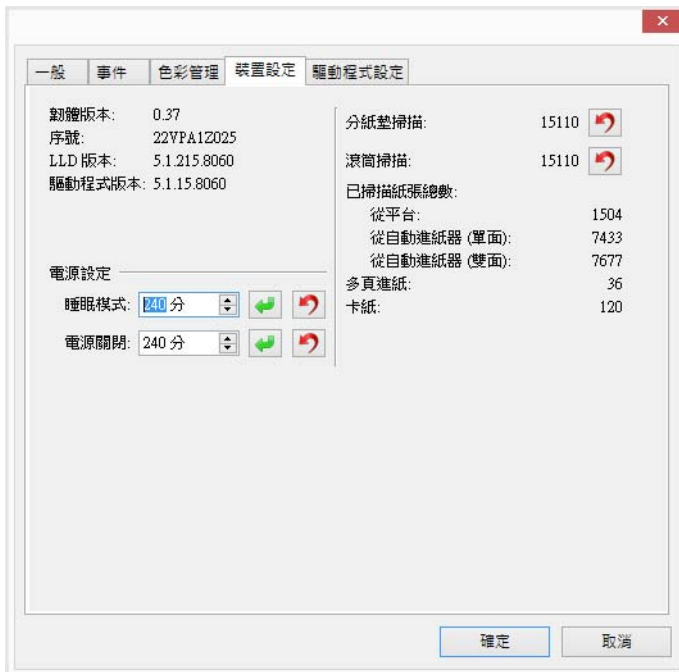 一般 事件 色彩管理 裝置設定 驅動程式設定
韌體版本: 0.37
序號: 22VPA1Z025
LLD 版本: 5.1.215.8060
驅動程式版本: 5.1.15.8060
電源設定
睡眠模式: 240 分
電源關閉: 240 分
分紙墊掃描: 15110
滾筒掃描: 15110
已掃描紙張總數:
從平台: 1504
從自動進紙器 (單面): 7433
從自動進紙器 (雙面): 7677
多頁進紙: 36
卡紙: 120
確定 取消